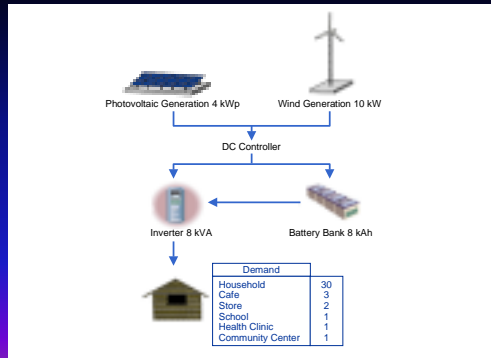 Photovoltaic Generation 4 kWp
Wind Generation 10 kW
DC Controller
Inverter 8 kVA
Battery Bank 8 kAh
Demand
Household 30
Cafe 3
Store 2
School 1
Health Clinic 1
Community Center 1